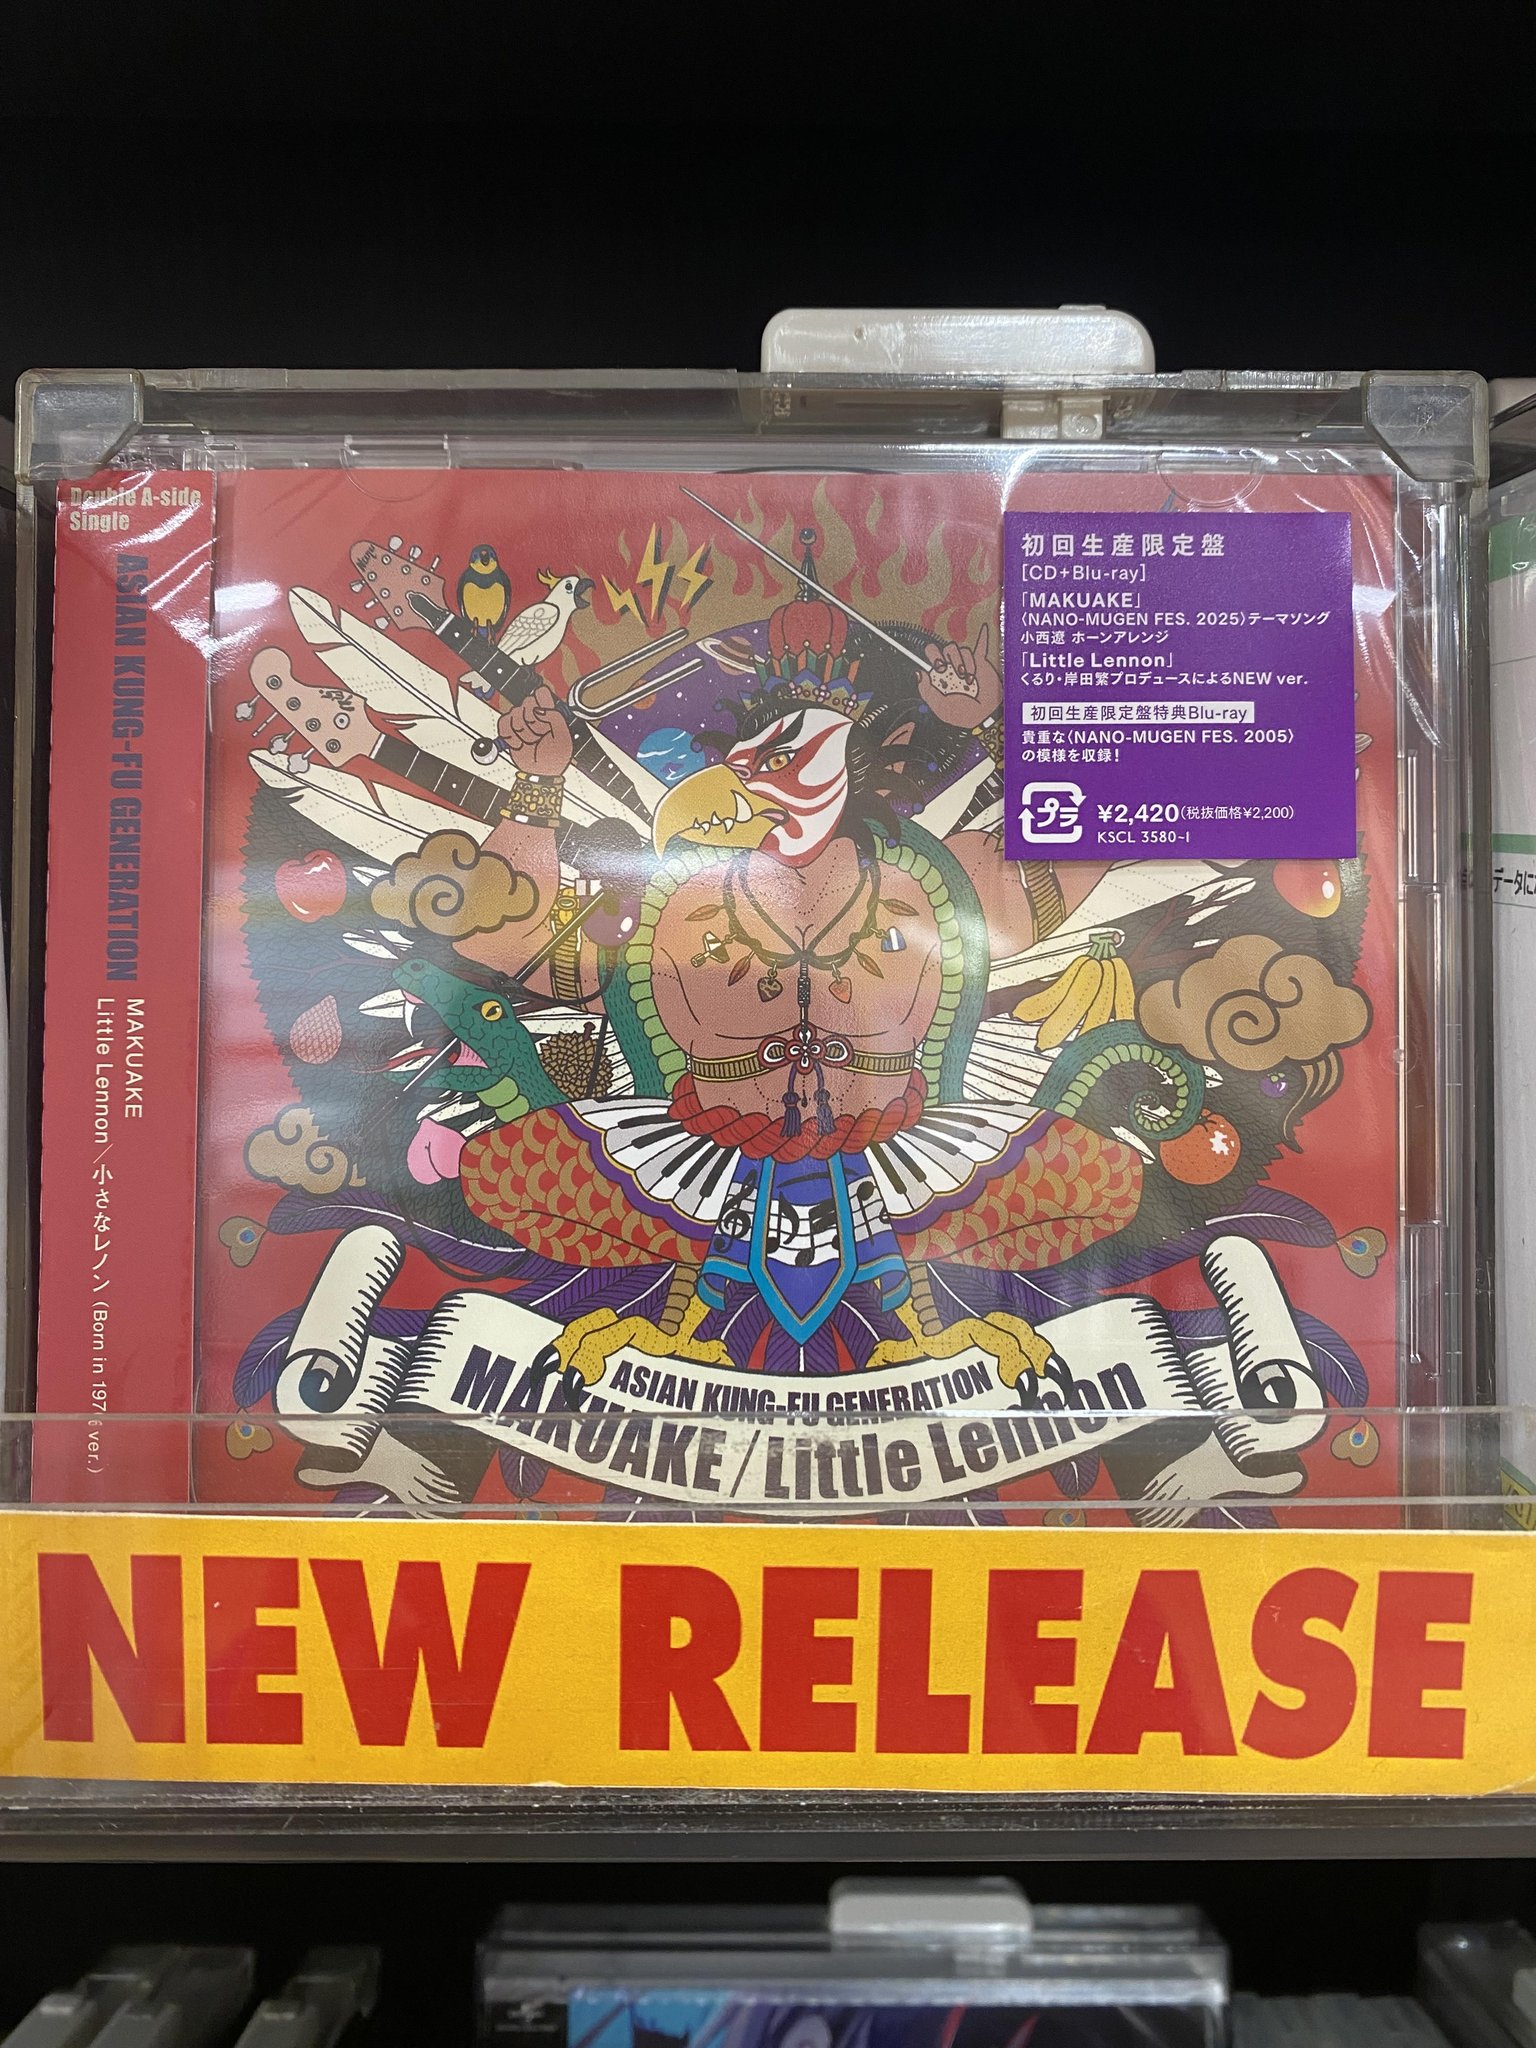 Double A-side
Single
ASIAN KUNG-FU GENERATION
MAKUAKE
Little Lennon／小さなレノン (Born in 1976 ver.)
初回生産限定盤
[CD+Blu-ray]
「MAKUAKE」
〈NANO-MUGEN FES. 2025〉テーマソング
小西遼 ホーンアレンジ
「Little Lennon」
くるり・岸田繁プロデュースによるNEW ver.
初回生産限定盤特典Blu-ray
貴重な〈NANO-MUGEN FES. 2005〉
の模様を収録！
プラ
¥2,420(税抜価格¥2,200)
KSCL 3580~1
データに
ASIAN KUNG-FU GENERATION
MAKUAKE / Little Lennon
NEW RELEASE